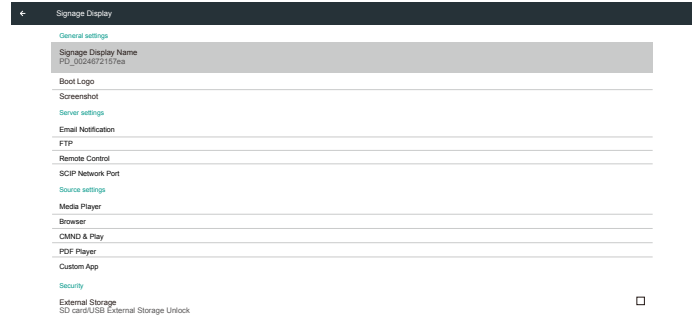 Signage Display
General settings
Signage Display Name
PD_0024672157ea
Boot Logo
Screenshot
Server settings
Email Notification
FTP
Remote Control
SCIP Network Port
Source settings
Media Player
Browser
CMND & Play
PDF Player
Custom App
Security
External Storage
SD card/USB External Storage Unlock